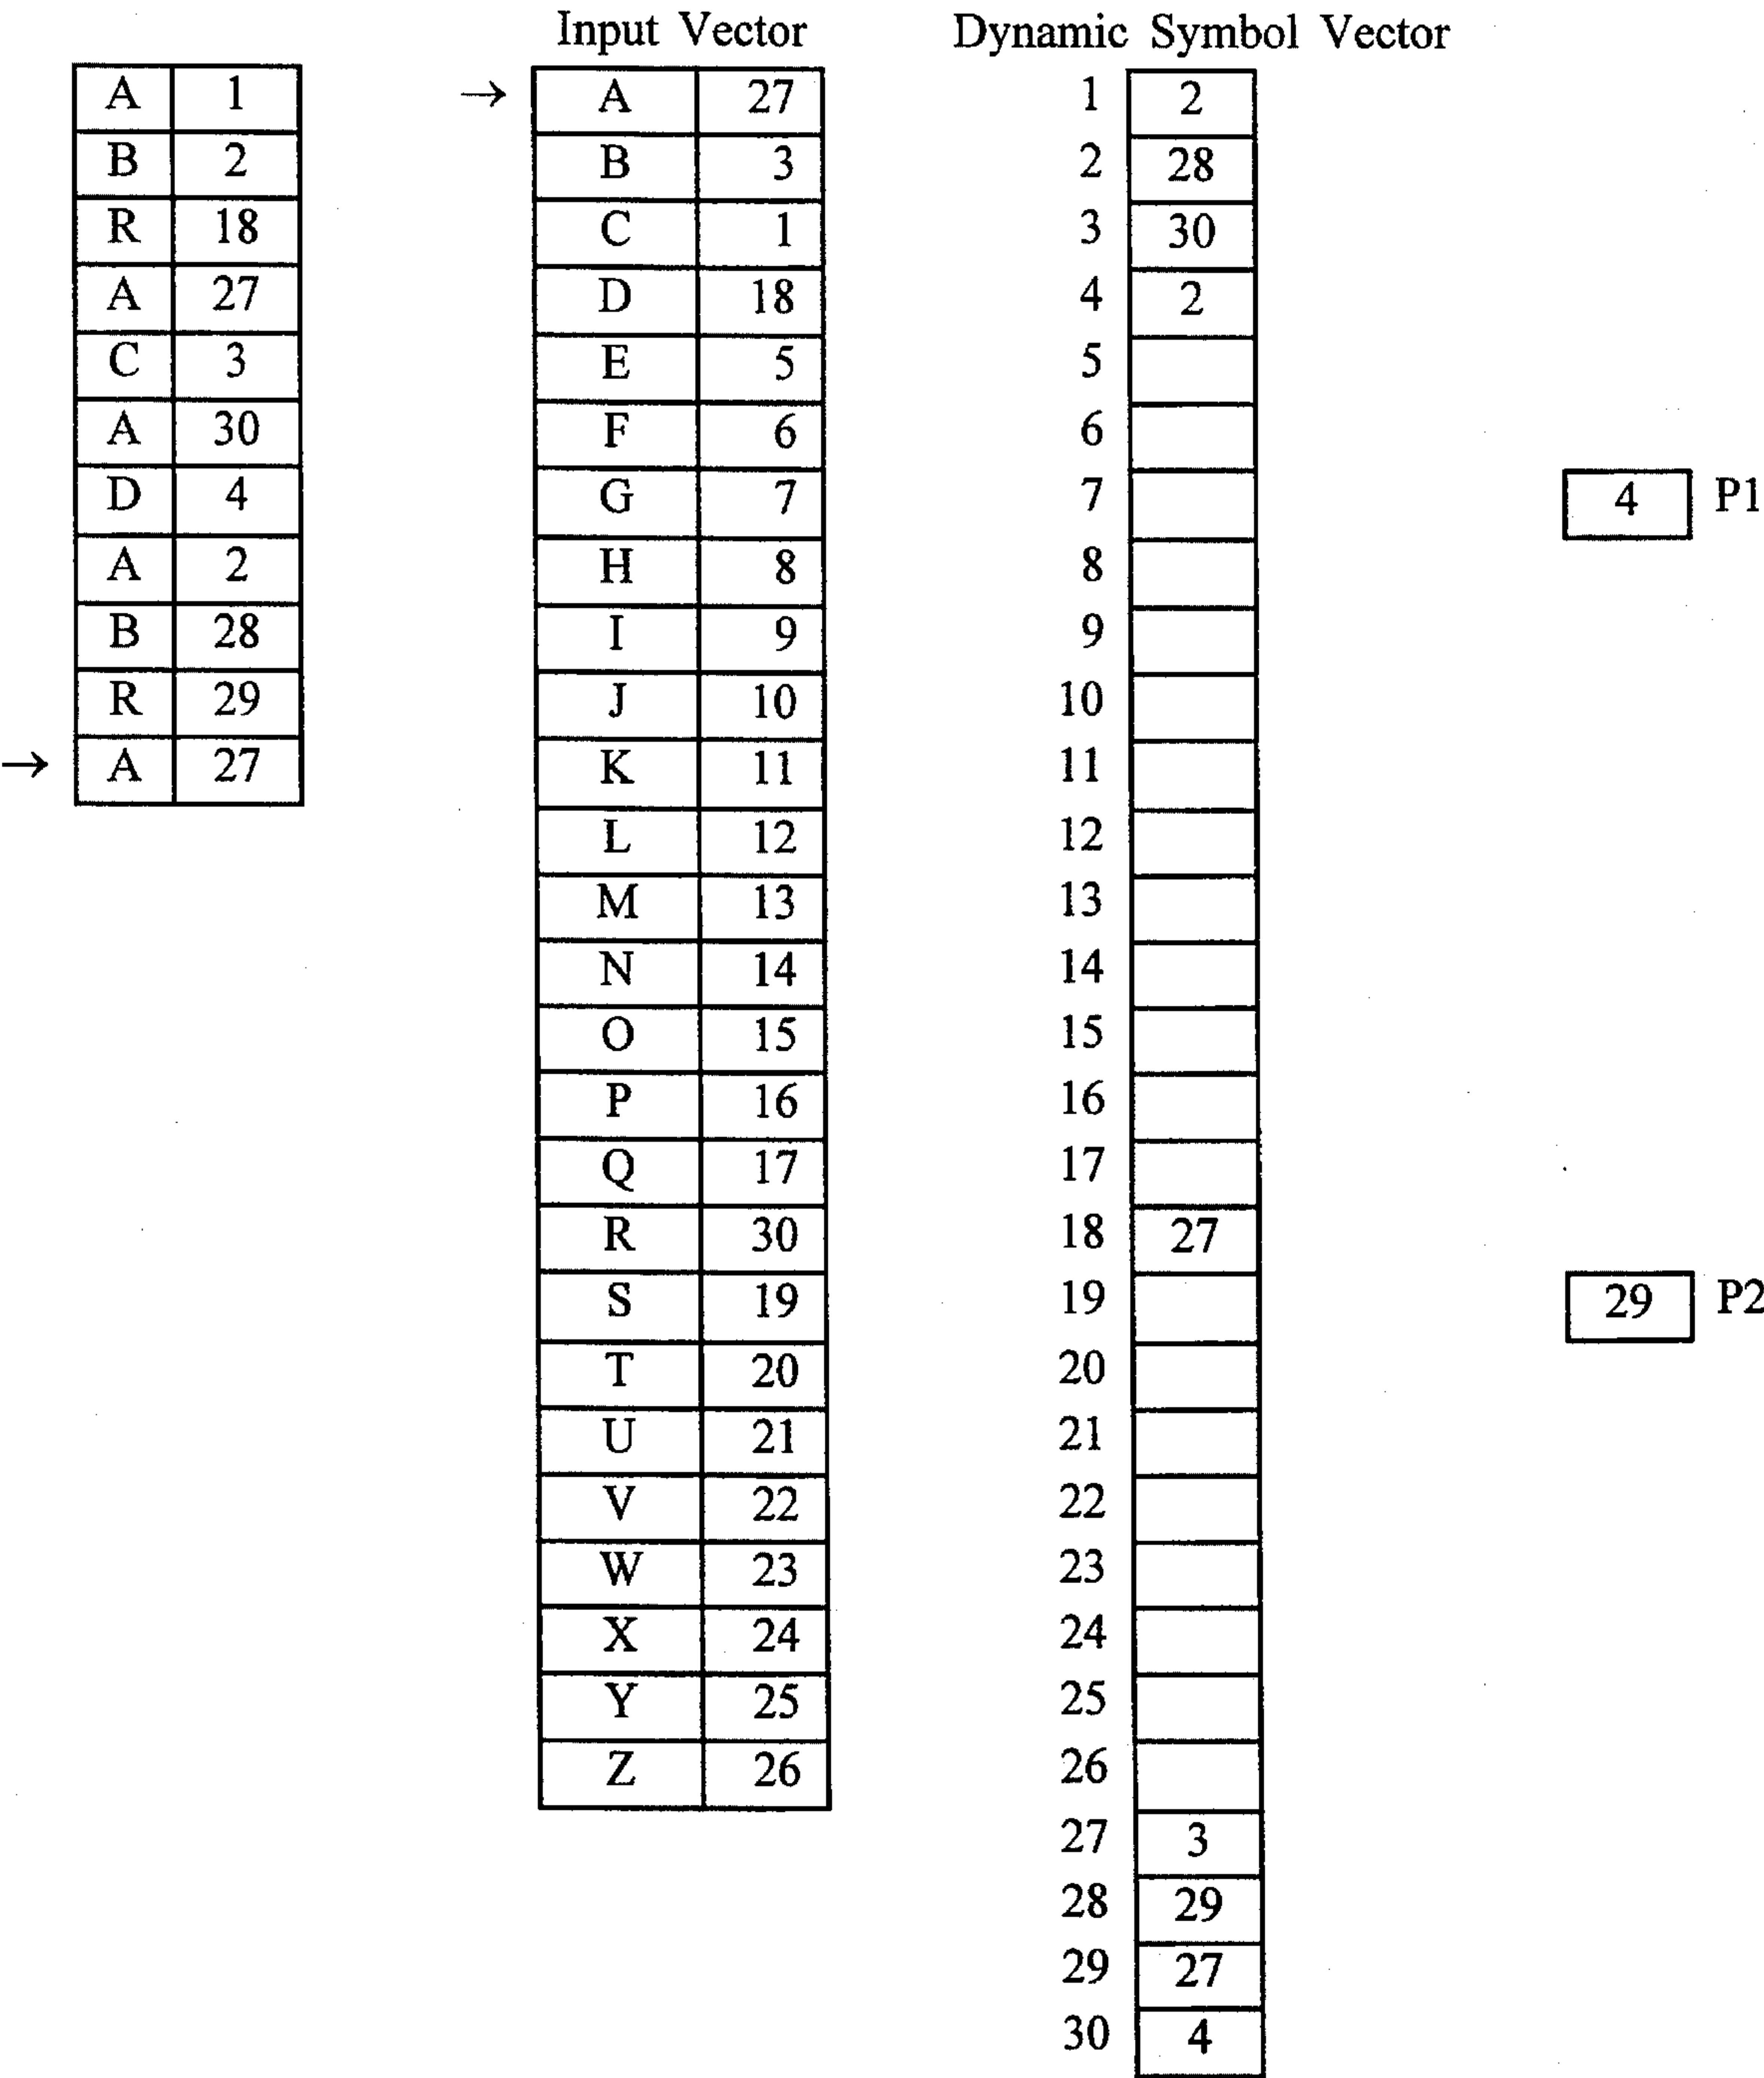 Input Vector Dynamic Symbol Vector
A 1 → A 27 1 2
B 2 B 3 2 28
R 18 C 1 3 30
A 27 D 18 4 2
C 3 E 5 5
A 30 F 6 6
D 4 G 7 7 4 P1
A 2 H 8 8
B 28 I 9 9
R 29 J 10 10
→ A 27 K 11 11
L 12 12
M 13 13
N 14 14
O 15 15
P 16 16
Q 17 17
R 30 18 27
S 19 19 29 P2
T 20 20
U 21 21
V 22 22
W 23 23
X 24 24
Y 25 25
Z 26 26
27 3
28 29
29 27
30 4